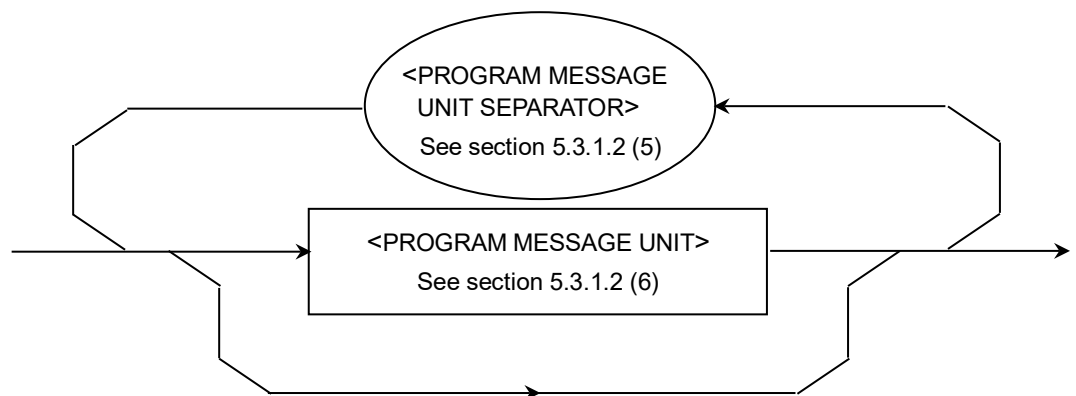 <PROGRAM MESSAGE
UNIT SEPARATOR>
See section 5.3.1.2 (5)
<PROGRAM MESSAGE UNIT>
See section 5.3.1.2 (6)